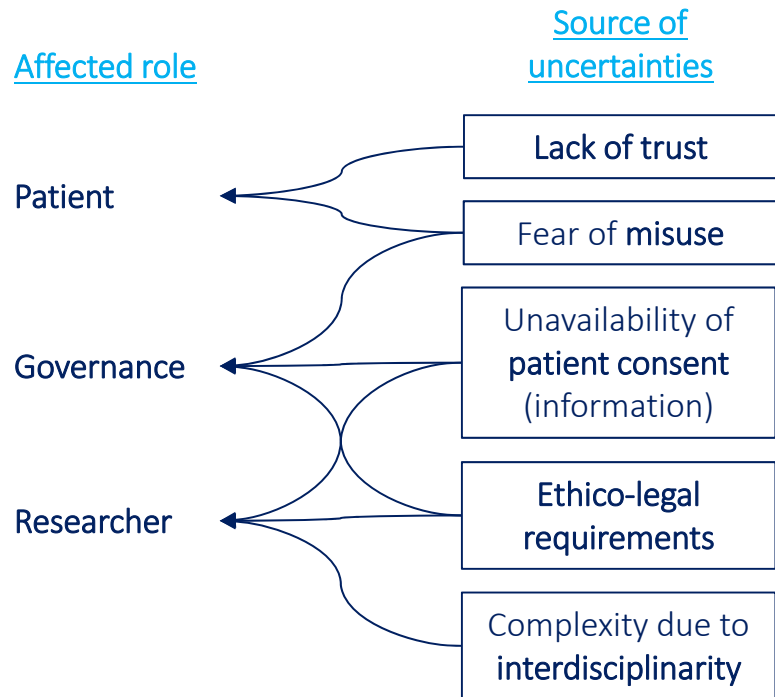 Affected role
Source of
uncertainties
Patient
Governance
Researcher
Lack of trust
Fear of misuse
Unavailability of
patient consent
(information)
Ethico-legal
requirements
Complexity due to
interdisciplinarity